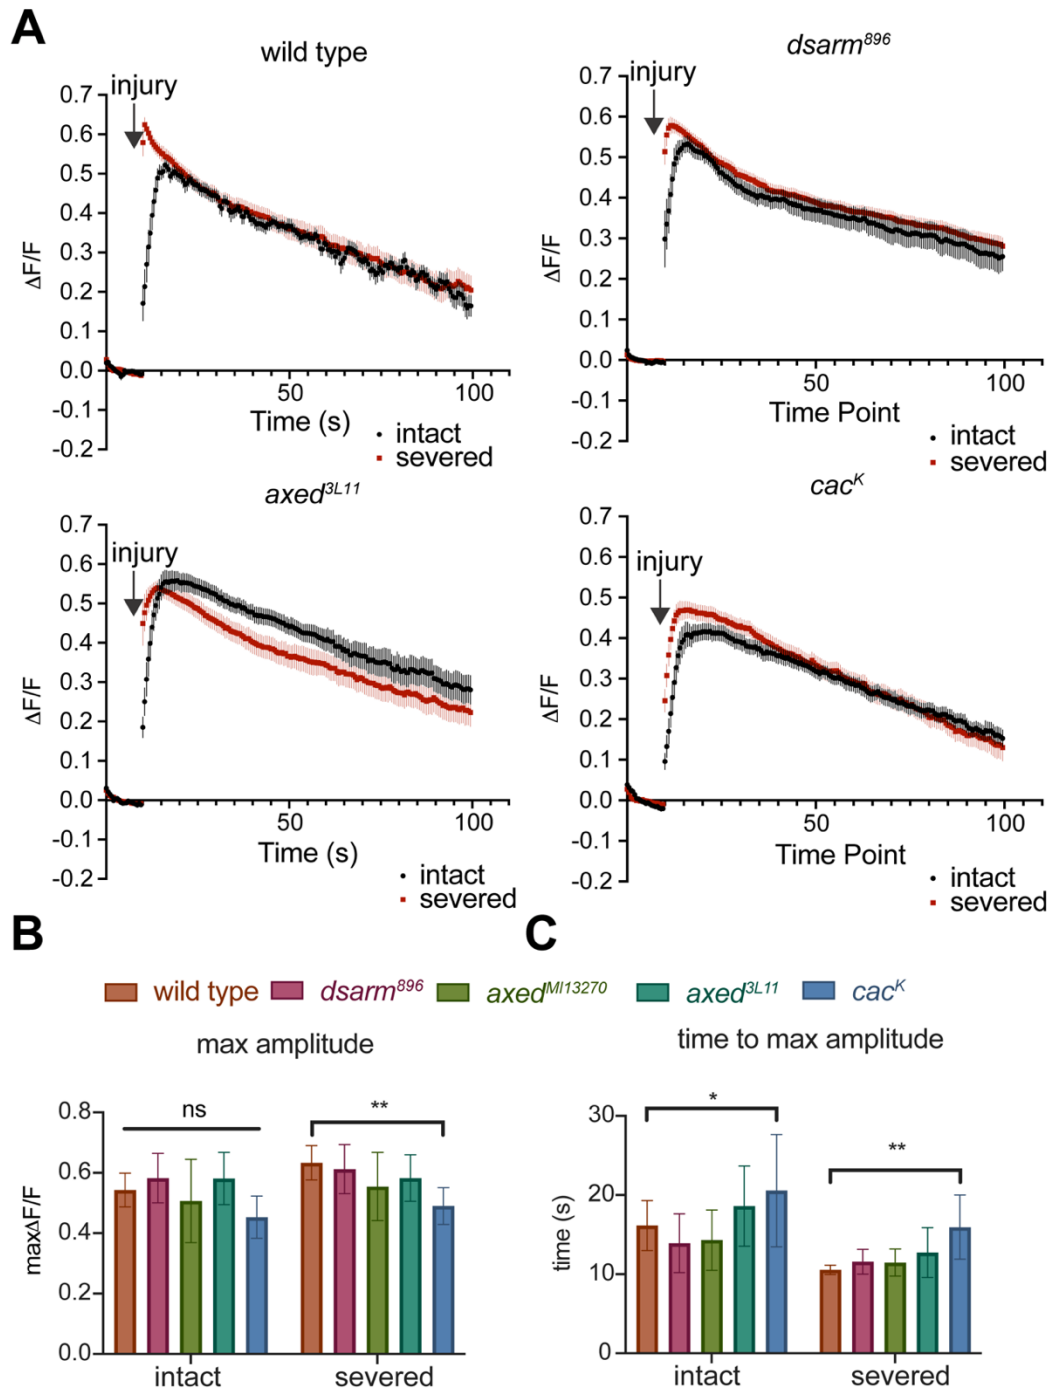 A
wild type
injury
0.7
0.6
0.5
0.4
0.3
0.2
0.1
0.0
-0.1
-0.2
ΔF/F
50
100
Time (s)
intact
severed
dsarm⁸⁹⁶
injury
0.7
0.6
0.5
0.4
0.3
0.2
0.1
0.0
-0.1
-0.2
ΔF/F
50
100
Time Point
intact
severed
axed³ᴸ¹¹
injury
0.7
0.6
0.5
0.4
0.3
0.2
0.1
0.0
-0.1
-0.2
ΔF/F
50
100
Time (s)
intact
severed
cacᴷ
injury
0.7
0.6
0.5
0.4
0.3
0.2
0.1
0.0
-0.1
-0.2
ΔF/F
50
100
Time Point
intact
severed
B
C
wild type dsarm⁸⁹⁶ axedᴹᴵ¹³²⁷⁰ axed³ᴸ¹¹ cacᴷ
max amplitude
0.8
0.6
0.4
0.2
0.0
maxΔF/F
ns
**
intact severed
time to max amplitude
30
20
10
0
time (s)
*
**
intact severed